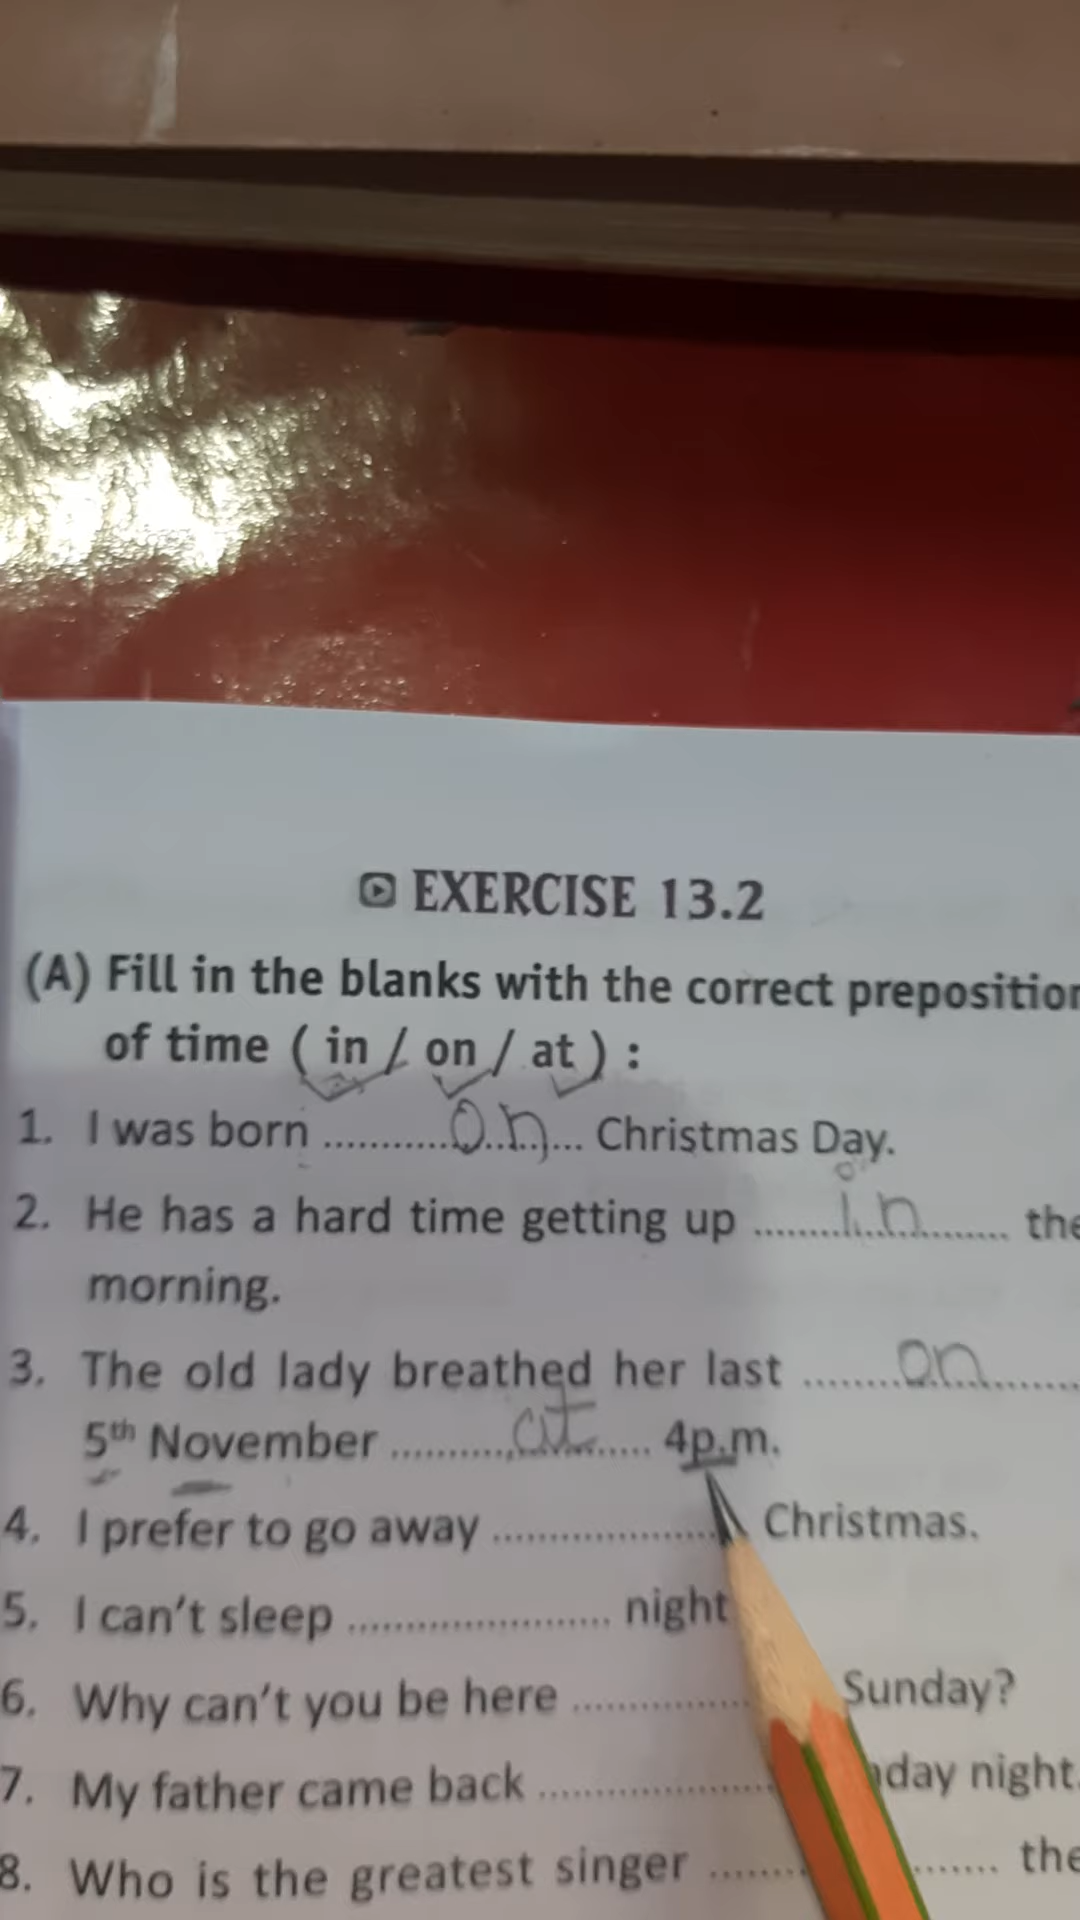 EXERCISE 13.2
(A) Fill in the blanks with the correct preposition
of time ( in / on / at ) :
1. I was born ............on...... Christmas Day.
2. He has a hard time getting up .........in........... the
morning.
3. The old lady breathed her last ........on...........
5th November ............at......... 4p.m.
4. I prefer to go away ...................... Christmas.
5. I can't sleep ...................... night
6. Why can't you be here ................ Sunday?
7. My father came back ..................... day night.
8. Who is the greatest singer ................ the